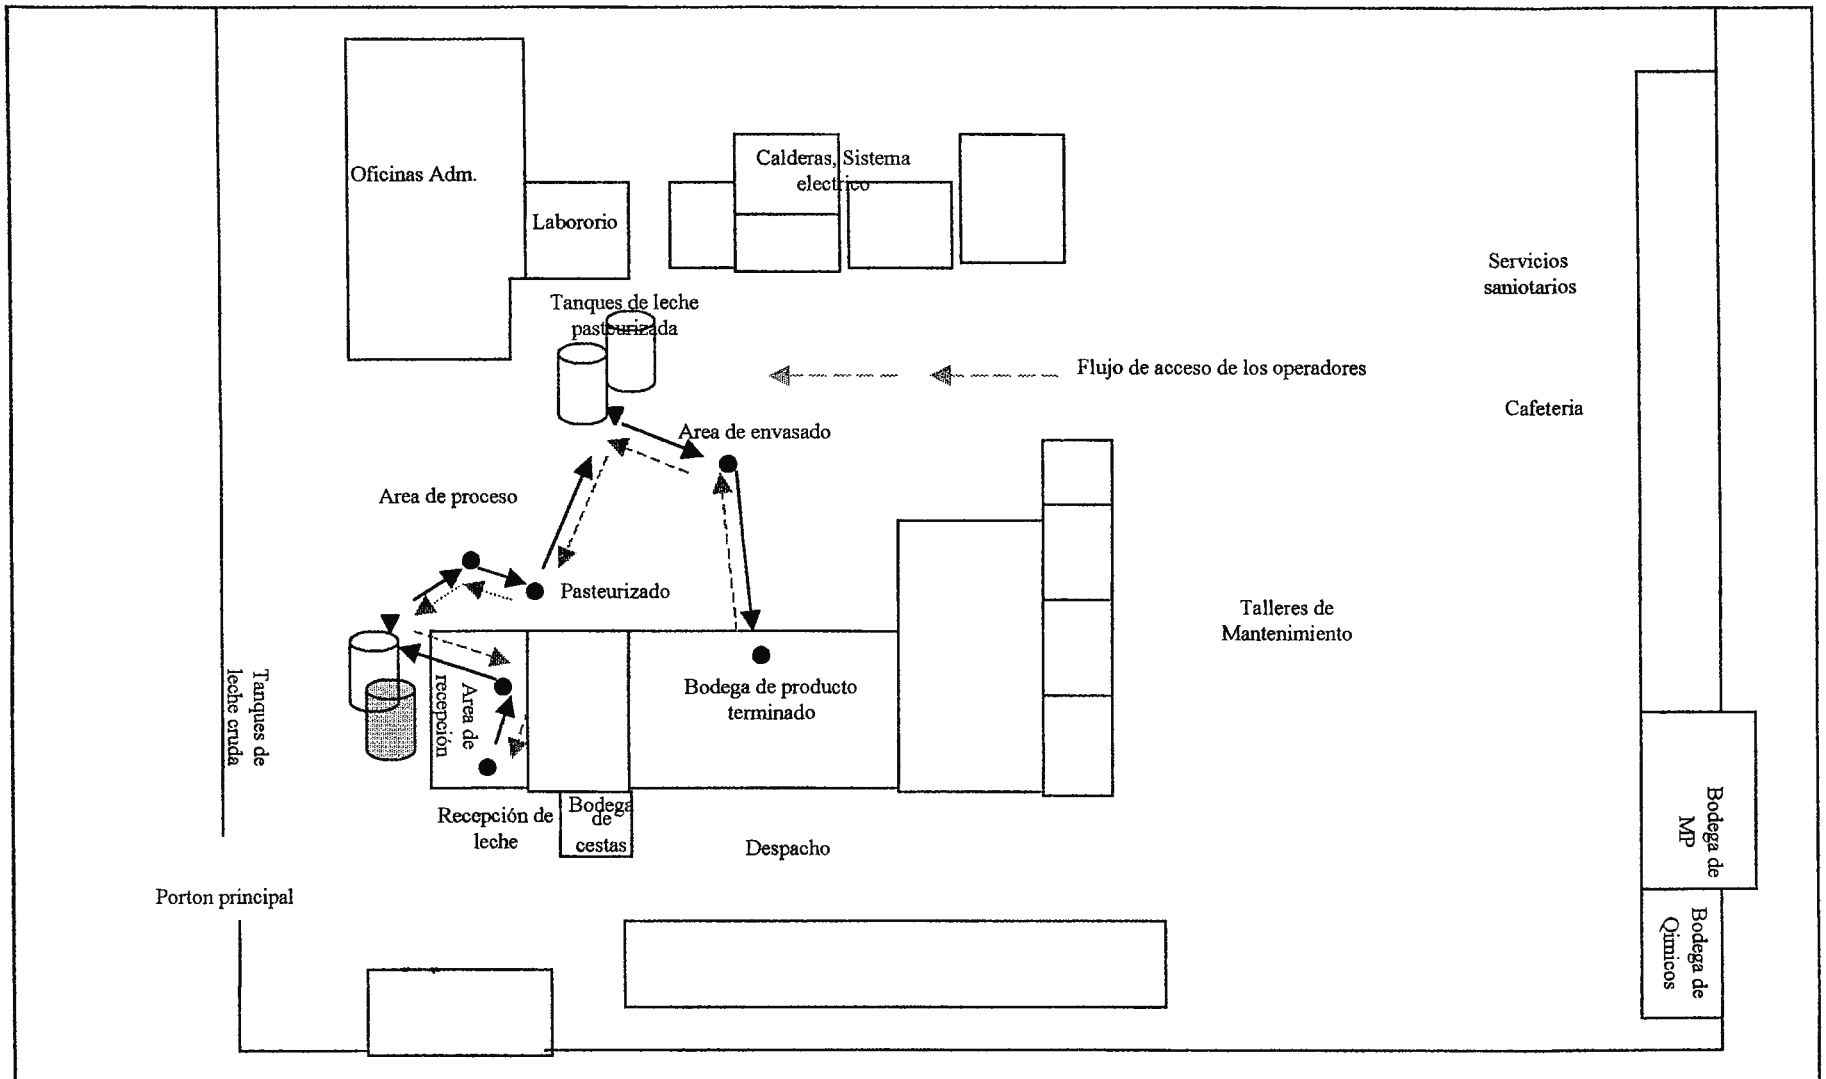 Oficinas Adm.
Calderas, Sistema
electrico
Labororio
Servicios
saniotarios
Tanques de leche
pasteurizada
Flujo de acceso de los operadores
Cafeteria
Area de envasado
Area de proceso
Pasteurizado
Talleres de
Mantenimiento
Tanques de
leche cruda
Area de
recepción
Bodega de producto
terminado
Recepción de
leche
Bodega
de
cestas
Despacho
Bodega de
MP
Porton principal
Bodega de
Qimicos